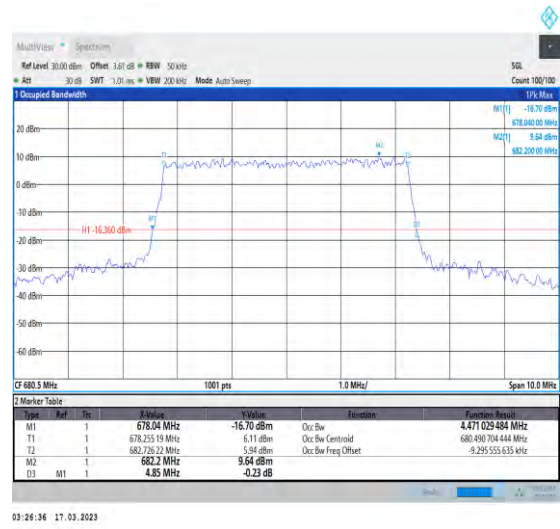 MultiView Spectrum
Ref Level 30.00 dBm Offset 3.61 dB RBW 50 kHz SGL
Att 30 dB SWT 1.01 ms VBW 200 kHz Mode Auto Sweep Count 100/100
1 Occupied Bandwidth 1Pk Max
M1[1] -16.70 dBm
678.040 00 MHz
M2[1] 9.64 dBm
682.200 00 MHz
20 dBm
M2
10 dBm
T1 T2
0 dBm
-10 dBm
M1
D3
H1 -16.360 dBm
-20 dBm
-30 dBm
-40 dBm
-50 dBm
-60 dBm
CF 680.5 MHz 1001 pts 1.0 MHz/ Span 10.0 MHz
2 Marker Table
Type Ref Trc X-Value Y-Value Function Function Result
M1 1 678.04 MHz -16.70 dBm Occ Bw 4.471 029 484 MHz
T1 1 678.255 19 MHz 6.11 dBm Occ Bw Centroid 680.490 704 444 MHz
T2 1 682.726 22 MHz 5.94 dBm Occ Bw Freq Offset -9.295 555 635 kHz
M2 1 682.2 MHz 9.64 dBm
D3 M1 1 4.85 MHz -0.23 dB
03:26:36 17.03.2023